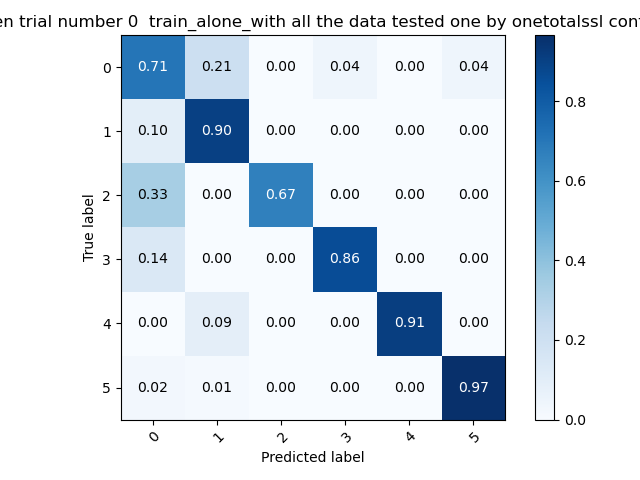 en trial number 0 train_alone_with all the data tested one by onetotalssl con
0 0.71 0.21 0.00 0.04 0.00 0.04
1 0.10 0.90 0.00 0.00 0.00 0.00
2 0.33 0.00 0.67 0.00 0.00 0.00
3 0.14 0.00 0.00 0.86 0.00 0.00
4 0.00 0.09 0.00 0.00 0.91 0.00
5 0.02 0.01 0.00 0.00 0.00 0.97
0 1 2 3 4 5
True label
Predicted label
0.8
0.6
0.4
0.2
0.0